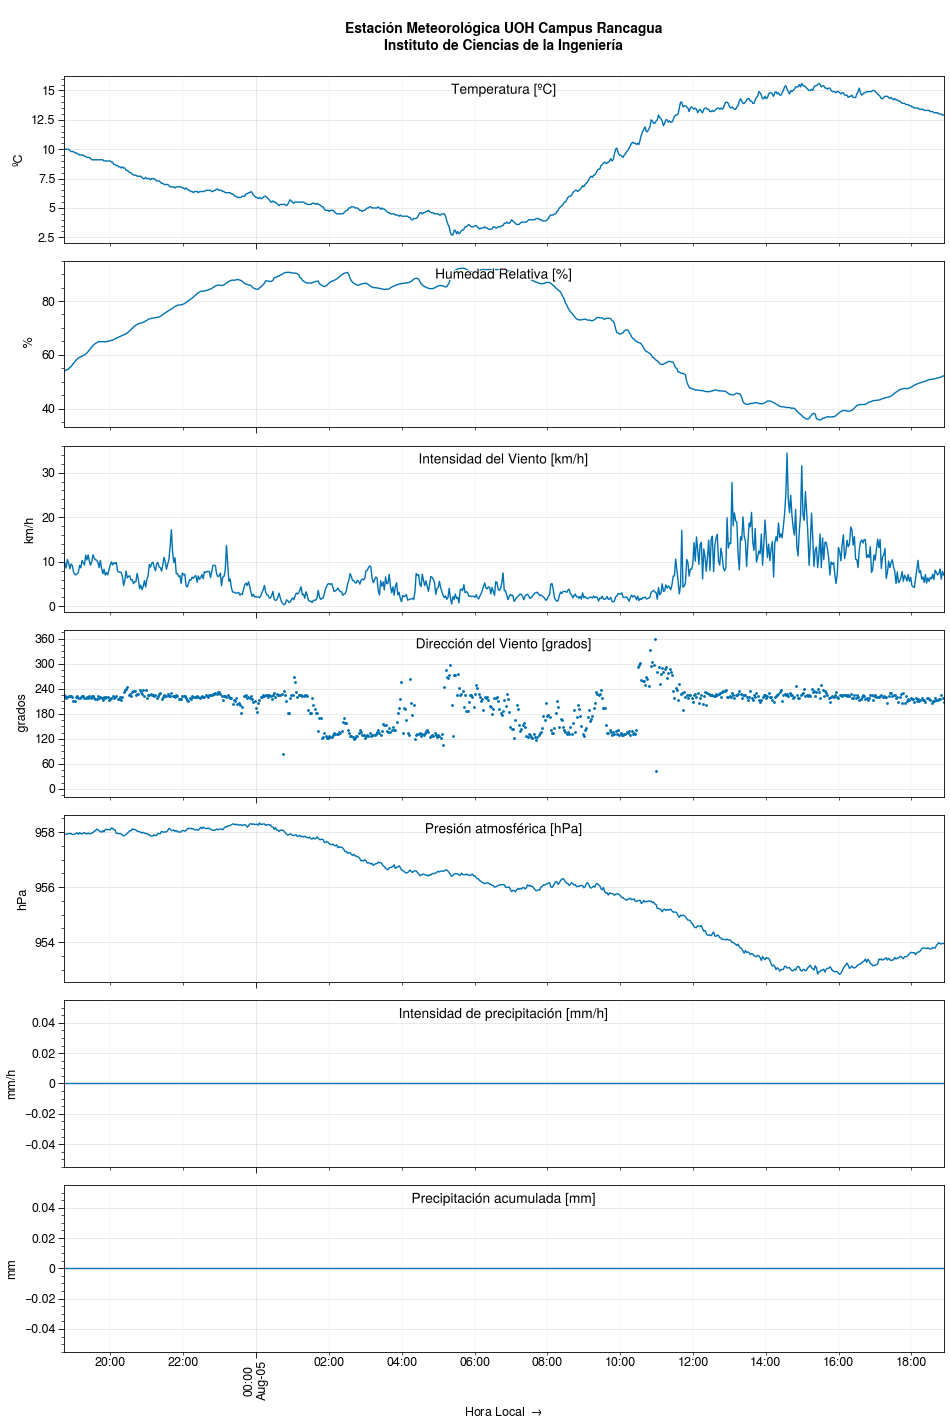 Estación Meteorológica UOH Campus Rancagua
Instituto de Ciencias de la Ingeniería
Temperatura [ºC]
15
12.5
10
7.5
5
2.5
ºC
Humedad Relativa [%]
80
60
40
%
Intensidad del Viento [km/h]
30
20
10
0
km/h
Dirección del Viento [grados]
360
300
240
180
120
60
0
grados
Presión atmosférica [hPa]
958
956
954
hPa
Intensidad de precipitación [mm/h]
0.04
0.02
0
−0.02
−0.04
mm/h
Precipitación acumulada [mm]
0.04
0.02
0
−0.02
−0.04
mm
20:00 22:00 00:00 02:00 04:00 06:00 08:00 10:00 12:00 14:00 16:00 18:00
Aug-05
Hora Local →